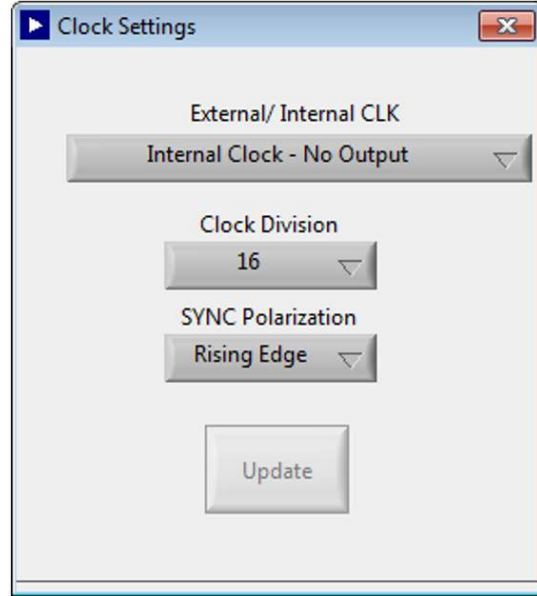 Clock Settings
External/ Internal CLK
Internal Clock - No Output
Clock Division
16
SYNC Polarization
Rising Edge
Update